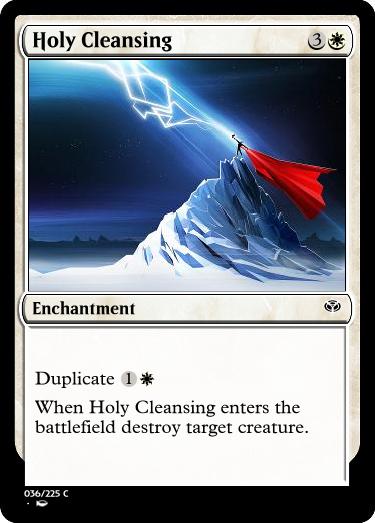 Holy Cleansing 3
Enchantment
Duplicate 1
When Holy Cleansing enters the
battlefield destroy target creature.
036/225 C